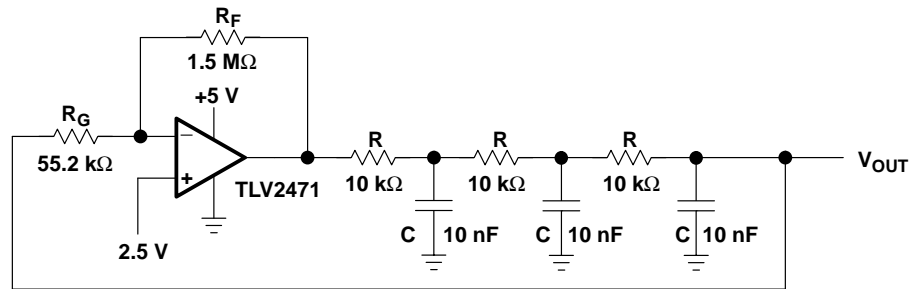 R_F
1.5 MΩ
+5 V
R_G
55.2 kΩ
−
+
TLV2471
2.5 V
R
10 kΩ
R
10 kΩ
R
10 kΩ
C 10 nF
C 10 nF
C 10 nF
V_OUT